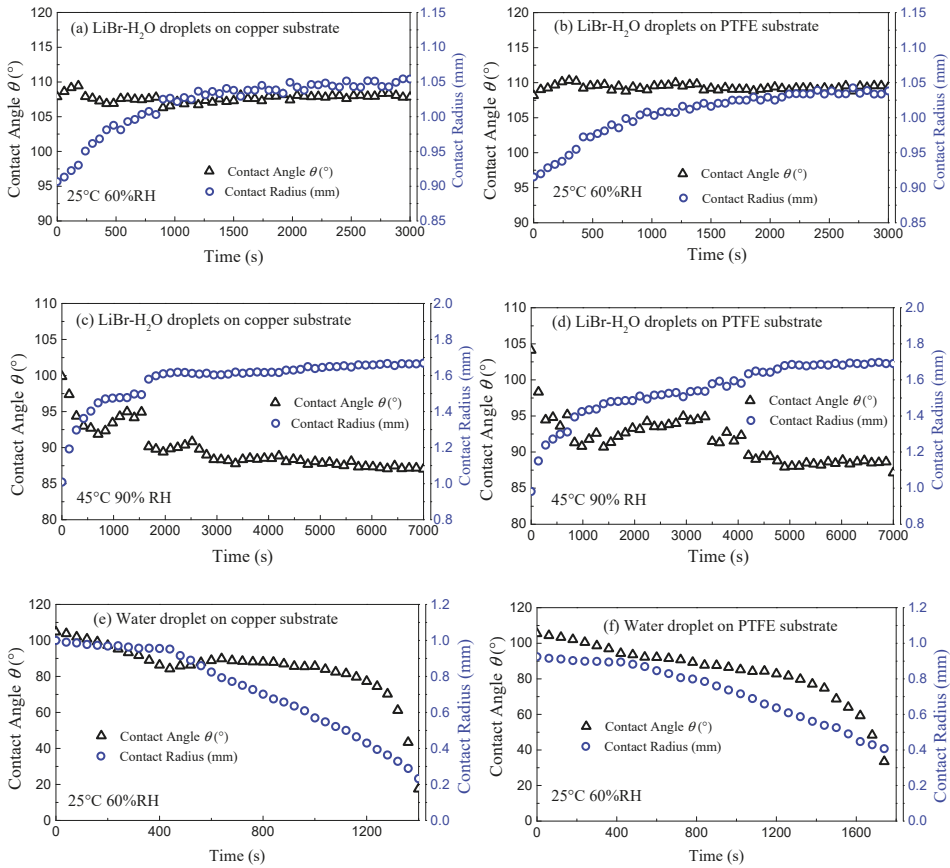 (a) LiBr-H₂O droplets on copper substrate
Contact Angle θ (°)
120
115
110
105
100
95
90
1.15
1.10
1.05
1.00
0.95
0.90
0.85
Contact Radius (mm)
Contact Angle θ (°)
Contact Radius (mm)
25°C 60%RH
0 500 1000 1500 2000 2500 3000
Time (s)
(b) LiBr-H₂O droplets on PTFE substrate
Contact Angle θ (°)
120
115
110
105
100
95
90
1.15
1.10
1.05
1.00
0.95
0.90
0.85
Contact Radius (mm)
Contact Angle θ (°)
Contact Radius (mm)
25°C 60%RH
0 500 1000 1500 2000 2500 3000
Time (s)
(c) LiBr-H₂O droplets on copper substrate
Contact Angle θ (°)
110
105
100
95
90
85
80
2.0
1.8
1.6
1.4
1.2
1.0
0.8
Contact Radius (mm)
Contact Angle θ (°)
Contact Radius (mm)
45°C 90% RH
0 1000 2000 3000 4000 5000 6000 7000
Time (s)
(d) LiBr-H₂O droplets on PTFE substrate
Contact Angle θ (°)
110
105
100
95
90
85
80
2.0
1.8
1.6
1.4
1.2
1.0
0.8
Contact Radius (mm)
Contact Angle θ (°)
Contact Radius (mm)
45°C 90% RH
0 1000 2000 3000 4000 5000 6000 7000
Time (s)
(e) Water droplet on copper substrate
Contact Angle θ (°)
120
100
80
60
40
20
0
1.2
1.0
0.8
0.6
0.4
0.2
0.0
Contact Radius (mm)
Contact Angle θ (°)
Contact Radius (mm)
25°C 60%RH
0 400 800 1200
Time (s)
(f) Water droplet on PTFE substrate
Contact Angle θ (°)
120
100
80
60
40
20
0
1.2
1.0
0.8
0.6
0.4
0.2
0.0
Contact Radius (mm)
Contact Angle θ (°)
Contact Radius (mm)
25°C 60%RH
0 400 800 1200 1600
Time (s)